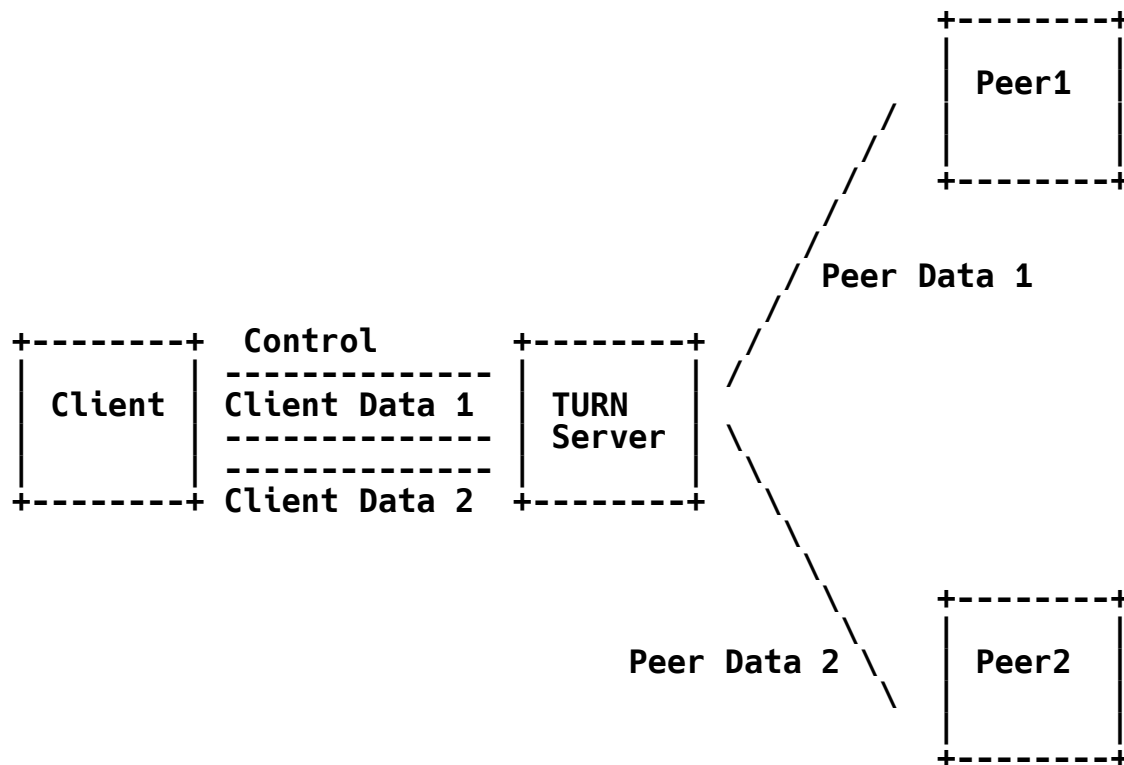 Peer1
Peer Data 1
Control
Client
Client Data 1
TURN
Server
Client Data 2
Peer Data 2
Peer2